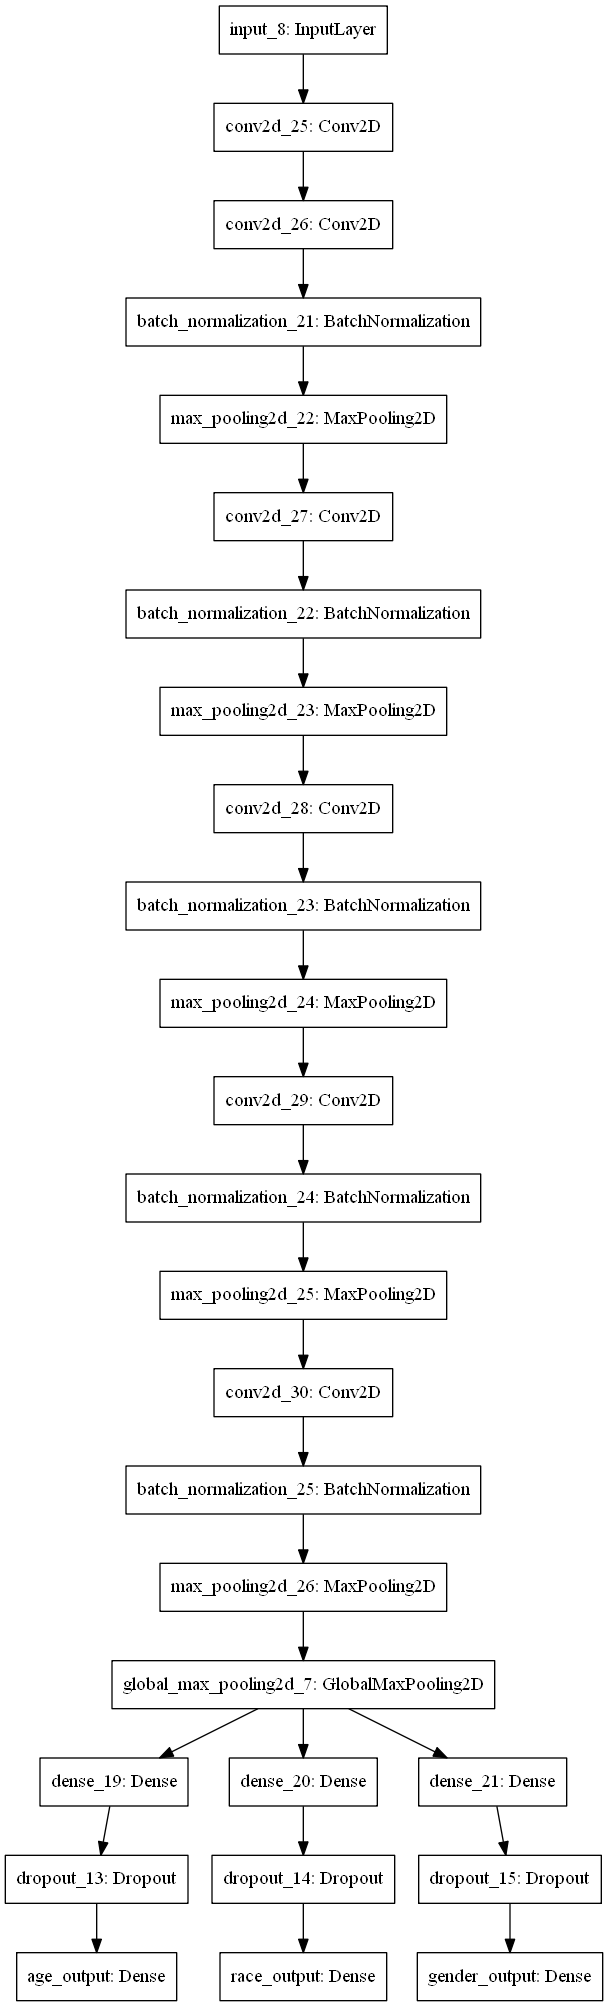 input_8: InputLayer
conv2d_25: Conv2D
conv2d_26: Conv2D
batch_normalization_21: BatchNormalization
max_pooling2d_22: MaxPooling2D
conv2d_27: Conv2D
batch_normalization_22: BatchNormalization
max_pooling2d_23: MaxPooling2D
conv2d_28: Conv2D
batch_normalization_23: BatchNormalization
max_pooling2d_24: MaxPooling2D
conv2d_29: Conv2D
batch_normalization_24: BatchNormalization
max_pooling2d_25: MaxPooling2D
conv2d_30: Conv2D
batch_normalization_25: BatchNormalization
max_pooling2d_26: MaxPooling2D
global_max_pooling2d_7: GlobalMaxPooling2D
dense_19: Dense
dense_20: Dense
dense_21: Dense
dropout_13: Dropout
dropout_14: Dropout
dropout_15: Dropout
age_output: Dense
race_output: Dense
gender_output: Dense